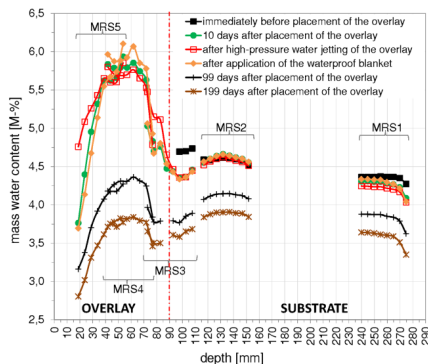 MRS5
immediately before placement of the overlay
10 days after placement of the overlay
after high-pressure water jetting of the overlay
after application of the waterproof blanket
99 days after placement of the overlay
199 days after placement of the overlay
mass water content [M-%]
6,5
6,0
5,5
5,0
4,5
4,0
3,5
3,0
2,5
MRS2
MRS1
MRS3
MRS4
OVERLAY
SUBSTRATE
0 10 20 30 40 50 60 70 80 90 100 110 120 130 140 150 160 170 180 190 200 210 220 230 240 250 260 270 280 290
depth [mm]